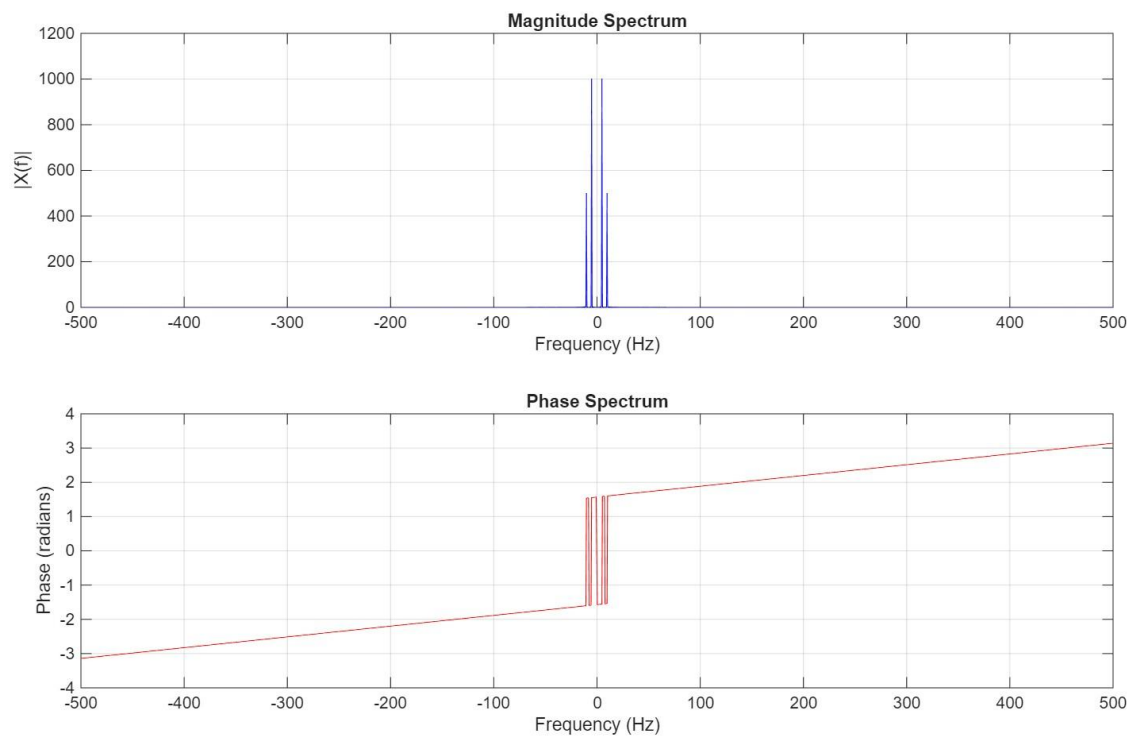 Magnitude Spectrum
1200
1000
800
600
400
200
0
|X(f)|
-500 -400 -300 -200 -100 0 100 200 300 400 500
Frequency (Hz)
Phase Spectrum
4
3
2
1
0
-1
-2
-3
-4
Phase (radians)
-500 -400 -300 -200 -100 0 100 200 300 400 500
Frequency (Hz)